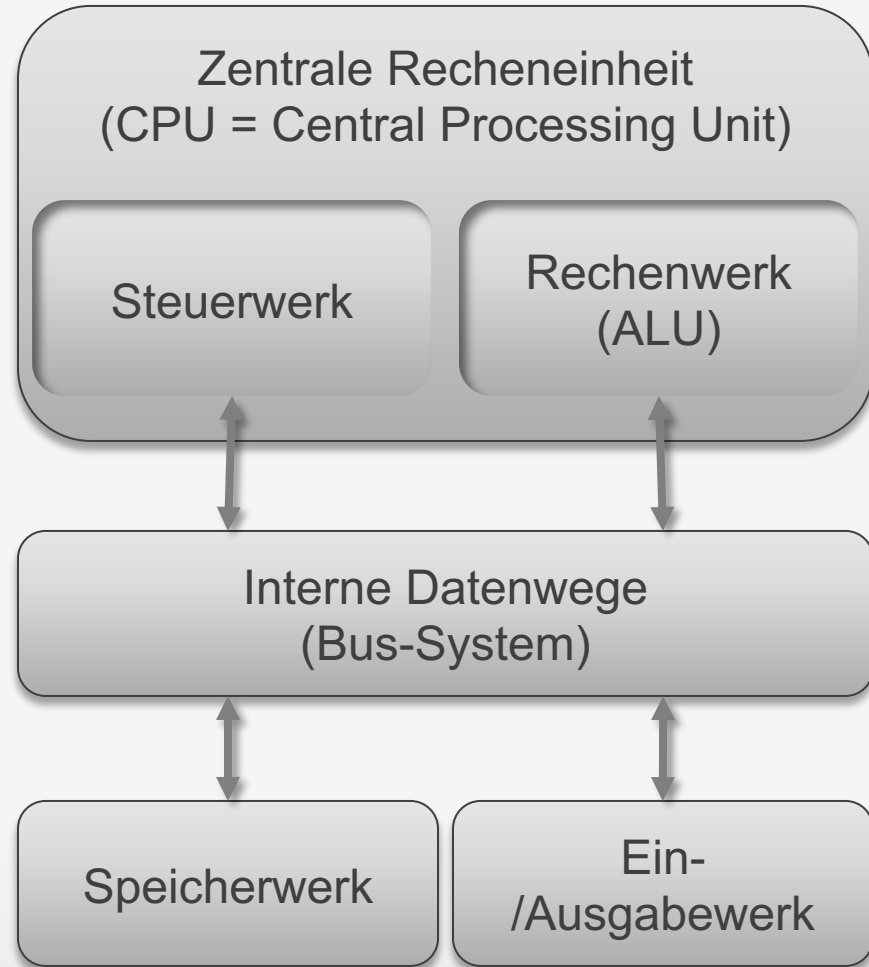 Zentrale Recheneinheit
(CPU = Central Processing Unit)
Steuerwerk
Rechenwerk
(ALU)
Interne Datenwege
(Bus-System)
Speicherwerk
Ein-
/Ausgabewerk